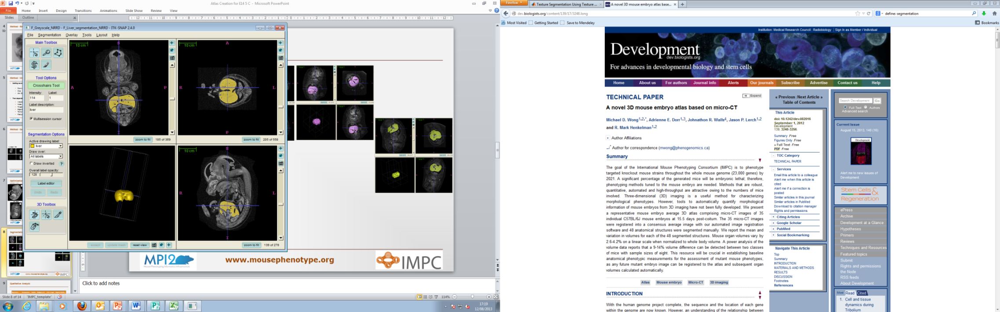 Atlas Creation for E14 5 C - Microsoft PowerPoint
File Home Insert Design Transitions Animations Slide Show Review View
Slides Outline
F_Greyscale_NRRD - F_Liver_segmentation_NRRD - ITK-SNAP 2.4.0
File Segmentation Overlay Tools Layout Help
Main Toolbox
Tool Options
Crosshairs Tool
Intensity: Label:
114 1
Label description:
liver
Multisession cursor
Segmentation Options
Active drawing label:
liver
Draw over:
All labels
Draw inverted ?
Overall label opacity:
128
Label editor
Undo Redo
3D Toolbox
10 cm
S
A P
I
zoom to fit 185 of 369
10 cm
A
R L
P
zoom to fit 205 of 558
accept update mesh reset view
10 cm
S
R L
I
zoom to fit 139 of 278
4
5
6
7
8
9 Qualitative Analysis
MPI2
Mouse Phenotyping Informatics Infrastructure
www.mousephenotype.org
IMPC
Click to add notes
Slide 8 of 14 "IMPC_template" 114%
17:19
12/08/2013
Firefox
Texture Segmentation Using Texture ...
A novel 3D mouse embryo atlas base...
dev.biologists.org/content/139/17/3248.long
define: segmentation
Most Visited Getting Started Save to Mendeley Bookmarks
Institution: Medical Research Council : Radiobiology | Sign In as Member / Individual
Development
dev.biologists.org
For advances in developmental biology and stem cells
Home About us For authors Journal info Alerts Our journals Subscribe Advertise Contact us Help
TECHNICAL PAPER
Expand
A novel 3D mouse embryo atlas based on micro-CT
Michael D. Wong1,2,*, Adrienne E. Dorr1,3, Johnathon R. Walls4, Jason P. Lerch1,2
and R. Mark Henkelman1,2
Author Affiliations
* Author for correspondence (mwong@phenogenomics.ca)
Summary
The goal of the International Mouse Phenotyping Consortium (IMPC) is to phenotype
targeted knockout mouse strains throughout the whole mouse genome (23,000 genes) by
2021. A significant percentage of the generated mice will be embryonic lethal; therefore,
phenotyping methods tuned to the mouse embryo are needed. Methods that are robust,
quantitative, automated and high-throughput are attractive owing to the numbers of mice
involved. Three-dimensional (3D) imaging is a useful method for characterizing
morphological phenotypes. However, tools to automatically quantify morphological
information of mouse embryos from 3D imaging have not been fully developed. We present
a representative mouse embryo average 3D atlas comprising micro-CT images of 35
individual C57BL/6J mouse embryos at 15.5 days post-coitum. The 35 micro-CT images
were registered into a consensus average image with our automated image registration
software and 48 anatomical structures were segmented manually. We report the mean and
variation in volumes for each of the 48 segmented structures. Mouse organ volumes vary by
2.6-4.2% on a linear scale when normalized to whole body volume. A power analysis of the
volume data reports that a 9-14% volume difference can be detected between two classes
of mice with sample sizes of eight. This resource will be crucial in establishing baseline
anatomical phenotypic measurements for the assessment of mutant mouse phenotypes,
as any future mutant embryo image can be registered to the atlas and subsequent organ
volumes calculated automatically.
Atlas Mouse embryo Micro-CT 3D imaging
INTRODUCTION
With the human genome project complete, the sequence and the location of each gene
within the genome are now known. However, an understanding of the relationship between
« Previous | Next Article »
Table of Contents
This Article
doi: 10.1242/dev.082016
September 1, 2012
Development
139, 3248-3256.
Summary Free
Figures Only Free
» Full Text Free
PDF Free
TOC Category
TECHNICAL PAPER
Services
Email this article to a colleague
Alert me when this article is
cited
Alert me if a correction is
posted
Similar articles in this journal
Similar articles in PubMed
Download to citation manager
Rights and permissions
Citing Articles
Google Scholar
PubMed
Social Bookmarking
Navigate This Article
Top
Summary
INTRODUCTION
MATERIALS AND METHODS
RESULTS
DISCUSSION
Footnotes
References
Search Development Go
Full Text Authors
Advanced search
Current Issue
August 15, 2013, 140 (16)
Development
Alert me to new issues of
Development
Stem Cells &
Regeneration
ePress
Archive
Development at a Glance
Hypotheses
Primers
Reviews
Techniques and Resources
Featured topics
Submit
Rights and permissions
the Node
RSS feeds
About Development
Most Read Cited
1. Cell and tissue
dynamics during
Tribolium